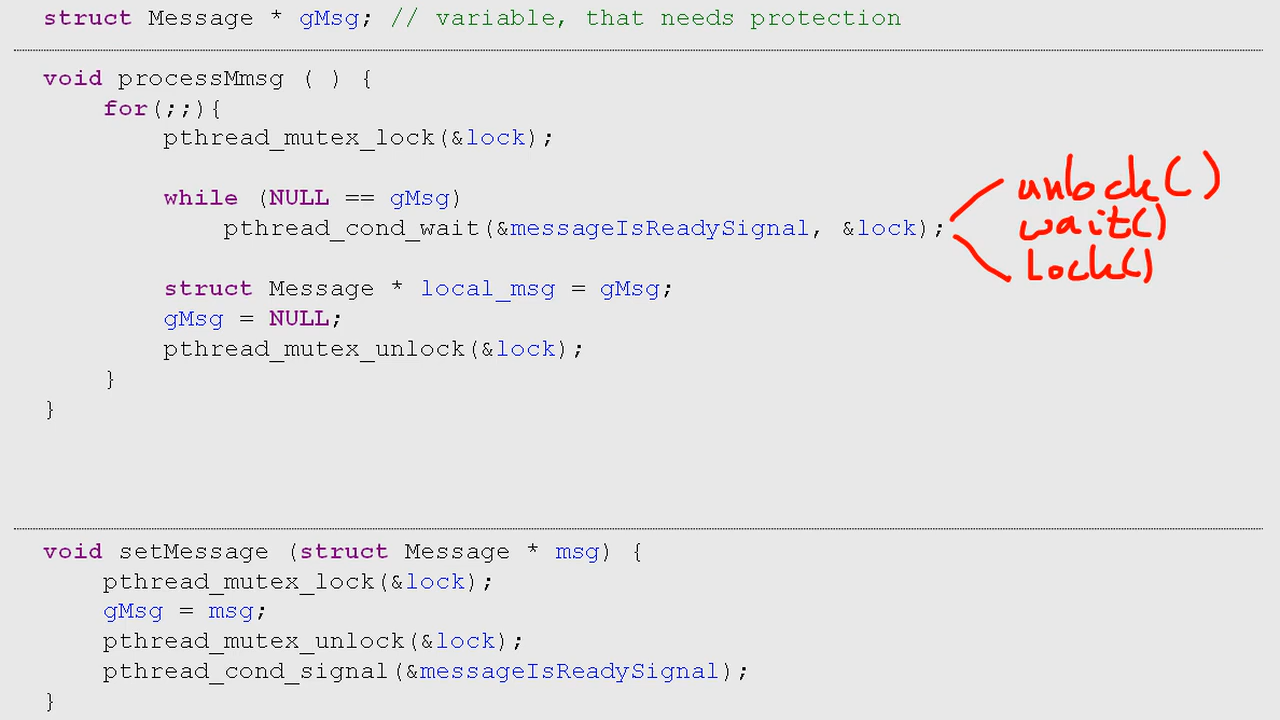 struct Message * gMsg; // variable, that needs protection
void processMmsg ( ) {
for(;;){
pthread_mutex_lock(&lock);
while (NULL == gMsg)
pthread_cond_wait(&messageIsReadySignal, &lock);
unlock()
wait()
lock()
struct Message * local_msg = gMsg;
gMsg = NULL;
pthread_mutex_unlock(&lock);
}
}
void setMessage (struct Message * msg) {
pthread_mutex_lock(&lock);
gMsg = msg;
pthread_mutex_unlock(&lock);
pthread_cond_signal(&messageIsReadySignal);
}